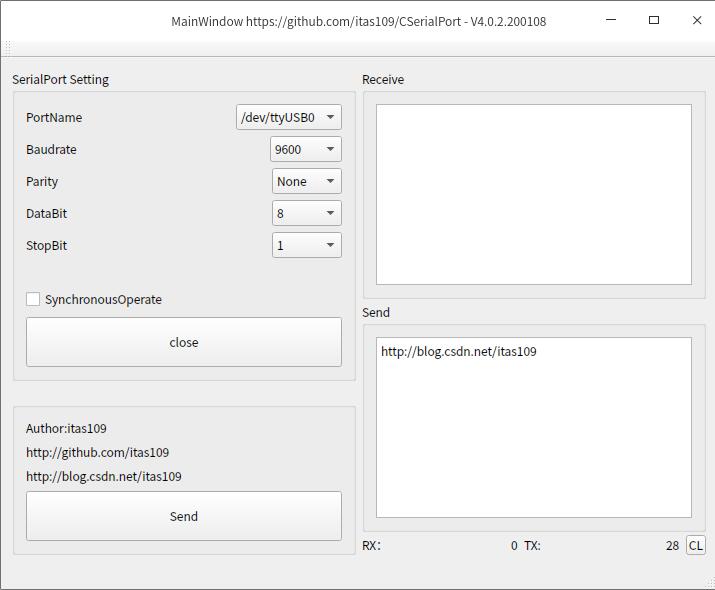 MainWindow https://github.com/itas109/CSerialPort - V4.0.2.200108
SerialPort Setting
PortName /dev/ttyUSB0
Baudrate 9600
Parity None
DataBit 8
StopBit 1
SynchronousOperate
close
Author:itas109
http://github.com/itas109
http://blog.csdn.net/itas109
Send
Receive
Send
http://blog.csdn.net/itas109
RX: 0 TX: 28 CL